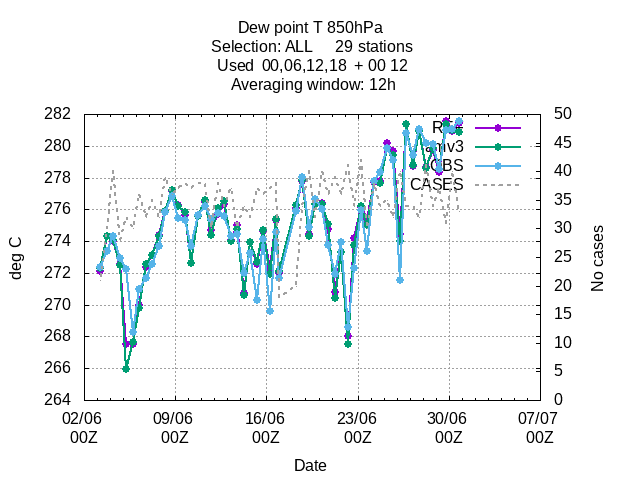 Dew point T 850hPa
Selection: ALL 29 stations
Used 00,06,12,18 + 00 12
Averaging window: 12h
282
280
278
276
274
272
270
268
266
264
50
45
40
35
30
25
20
15
10
5
0
OBS
CASES
deg C
No cases
02/06 09/06 16/06 23/06 30/06 07/07
00Z 00Z 00Z 00Z 00Z 00Z
Date